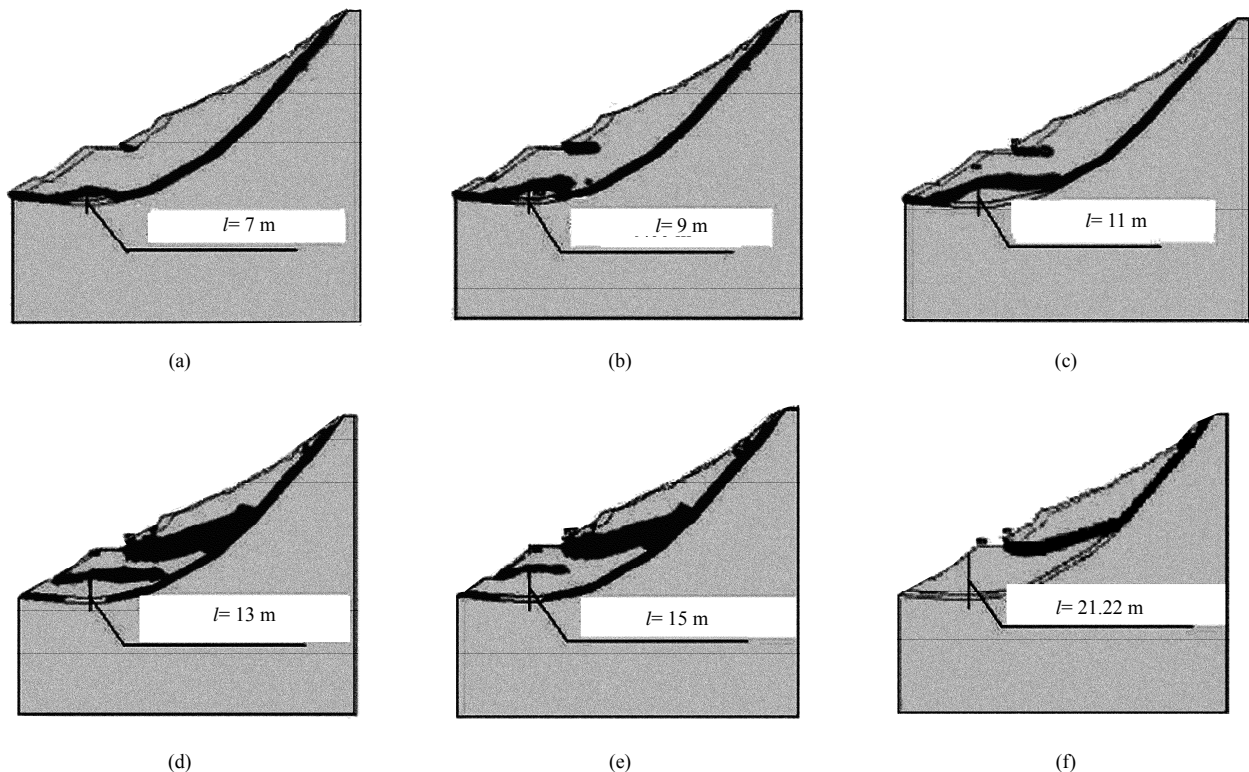 l= 7 m
l= 9 m
l= 11 m
(a)
(b)
(c)
l= 13 m
l= 15 m
l= 21.22 m
(d)
(e)
(f)